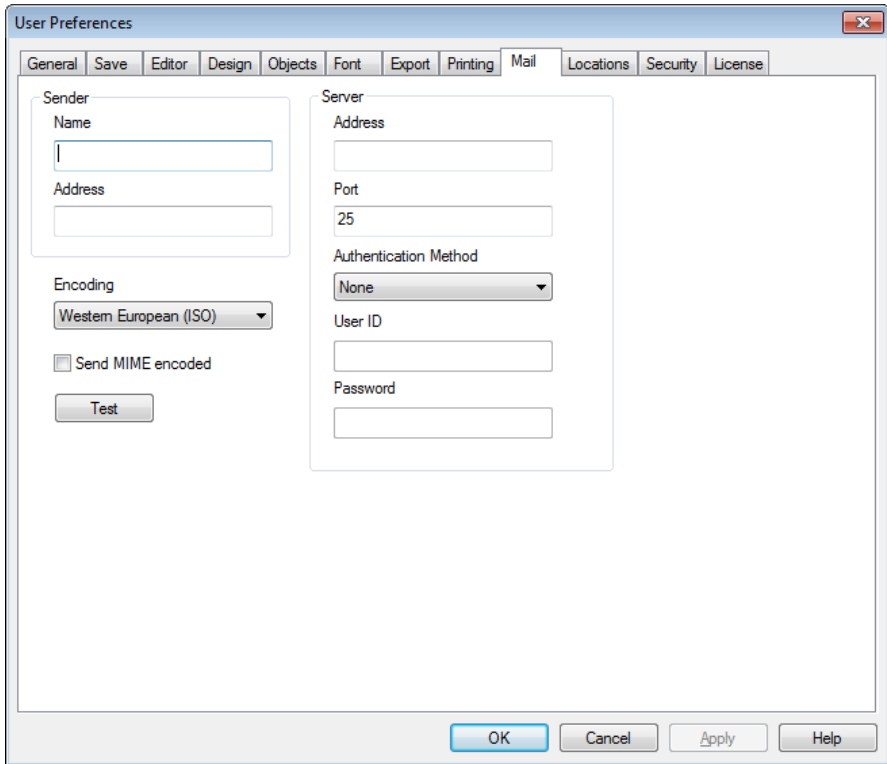 User Preferences
General Save Editor Design Objects Font Export Printing Mail Locations Security License
Sender
Name
Address
Encoding
Western European (ISO)
Send MIME encoded
Test
Server
Address
Port
25
Authentication Method
None
User ID
Password
OK Cancel Apply Help